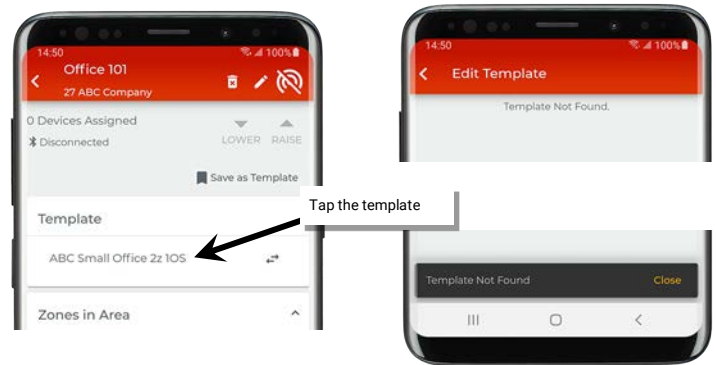 14:50
100%
Office 101
27 ABC Company
0 Devices Assigned
Disconnected
LOWER RAISE
Save as Template
Template
ABC Small Office 2z 1OS
Zones in Area
Tap the template
14:50
100%
Edit Template
Template Not Found.
Template Not Found
Close